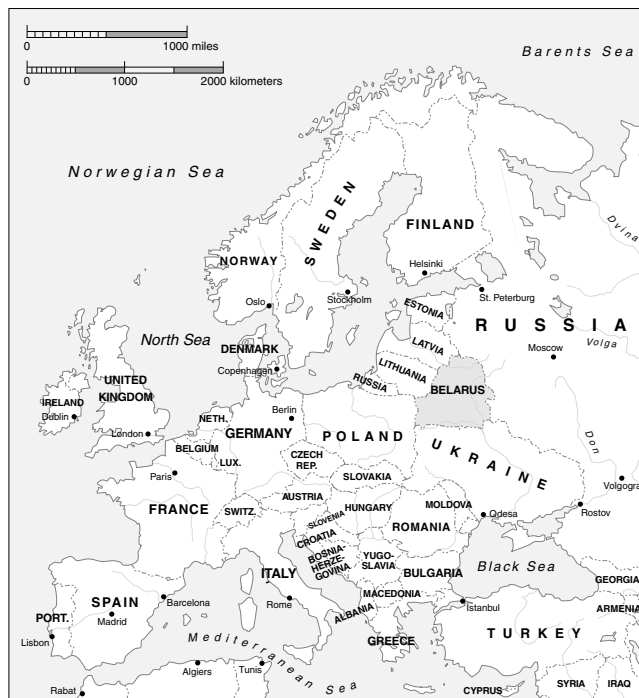 0 1000 miles
0 1000 2000 kilometers
Barents Sea
Norwegian Sea
Dvina
SWEDEN
FINLAND
NORWAY
Helsinki
Oslo
Stockholm
St. Peterburg
ESTONIA
RUSSIA
North Sea
Volga
DENMARK
LATVIA
Moscow
LITHUANIA
Copenhagen
RUSSIA
BELARUS
UNITED
KINGDOM
IRELAND
Dublin
Berlin
NETH.
London
GERMANY
POLAND
Don
UKRAINE
BELGIUM
CZECH
REP.
LUX.
Paris
SLOVAKIA
Volgogra
AUSTRIA
FRANCE
SWITZ.
HUNGARY
MOLDOVA
Odesa
Rostov
SLOVENIA
CROATIA
ROMANIA
BOSNIA-
HERZE-
GOVINA
YUGO-
SLAVIA
Black Sea
ITALY
BULGARIA
GEORGIA
MACEDONIA
SPAIN
Barcelona
Rome
ALBANIA
Istanbul
ARMENIA
PORT.
Madrid
Lisbon
GREECE
TURKEY
Mediterranean Sea
Algiers
Tunis
Rabat
CYPRUS
SYRIA
IRAQ